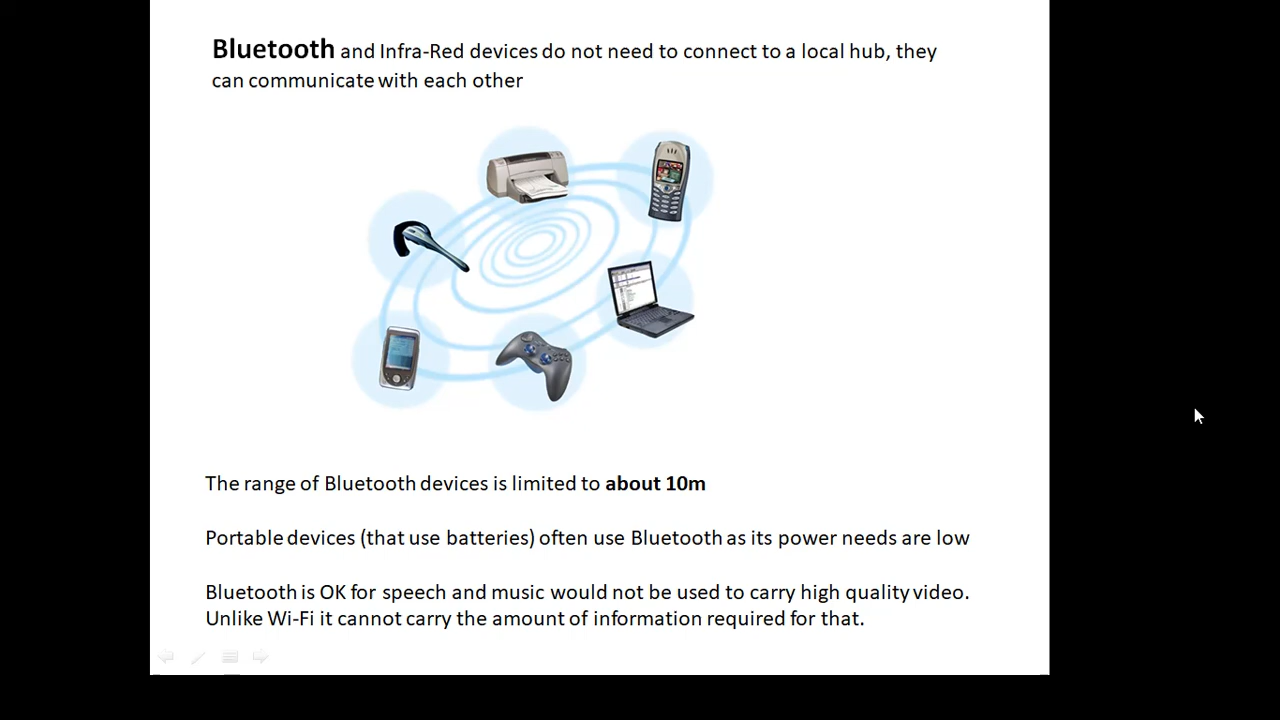 Bluetooth and Infra-Red devices do not need to connect to a local hub, they
can communicate with each other
The range of Bluetooth devices is limited to about 10m
Portable devices (that use batteries) often use Bluetooth as its power needs are low
Bluetooth is OK for speech and music would not be used to carry high quality video.
Unlike Wi-Fi it cannot carry the amount of information required for that.